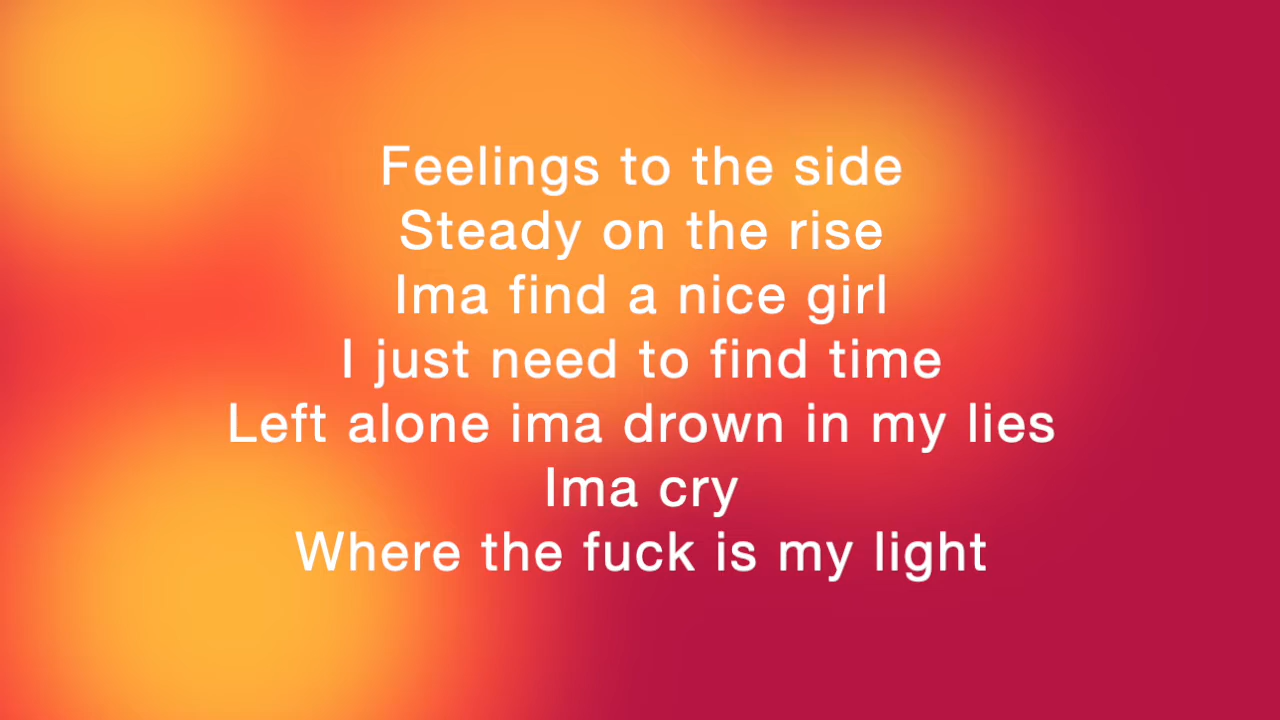 Feelings to the side
Steady on the rise
Ima find a nice girl
I just need to find time
Left alone ima drown in my lies
Ima cry
Where the fuck is my light